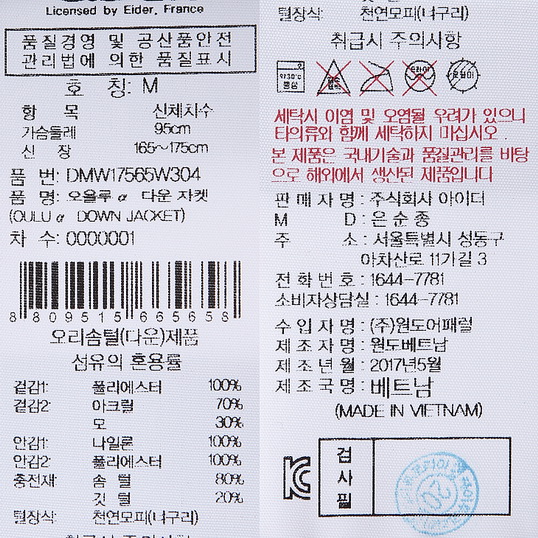 Licensed by Eider, France
품질경영 및 공산품안전
관리법에 의한 품질표시
호 칭: M
항 목 신체치수
가슴둘레 95cm
신 장 165~175cm
품 번: DMW17565W304
품 명: 오울루 α 다운 자켓
(OULU α DOWN JACKET)
차 수: 0000001
8 809515 665658
오리솜털(다운)제품
섬유의 혼용률
겉감1: 폴리에스터 100%
겉감2: 아크릴 70%
모 30%
안감1: 나일론 100%
안감2: 폴리에스터 100%
충전재: 솜 털 80%
깃 털 20%
털장식: 천연모피(너구리)
털장식: 천연모피(너구리)
취급시 주의사항
약30℃
중성
세탁시 이염 및 오염될 우려가 있으니
타의류와 함께 세탁하지 마십시오.
본 제품은 국내기술과 품질관리를 바탕
으로 해외에서 생산된 제품입니다
판 매 자 명 : 주식회사 아이더
M D : 은 순 종
주 소 : 서울특별시 성동구
아차산로 11가길 3
전 화 번 호 : 1644-7781
소비자상담실 : 1644-7781
수 입 자 명 : (주)원도어패럴
제 조 자 명 : 원도베트남
제 조 년 월 : 2017년5월
제 조 국 명 : 베트남
(MADE IN VIETNAM)
검
사
필